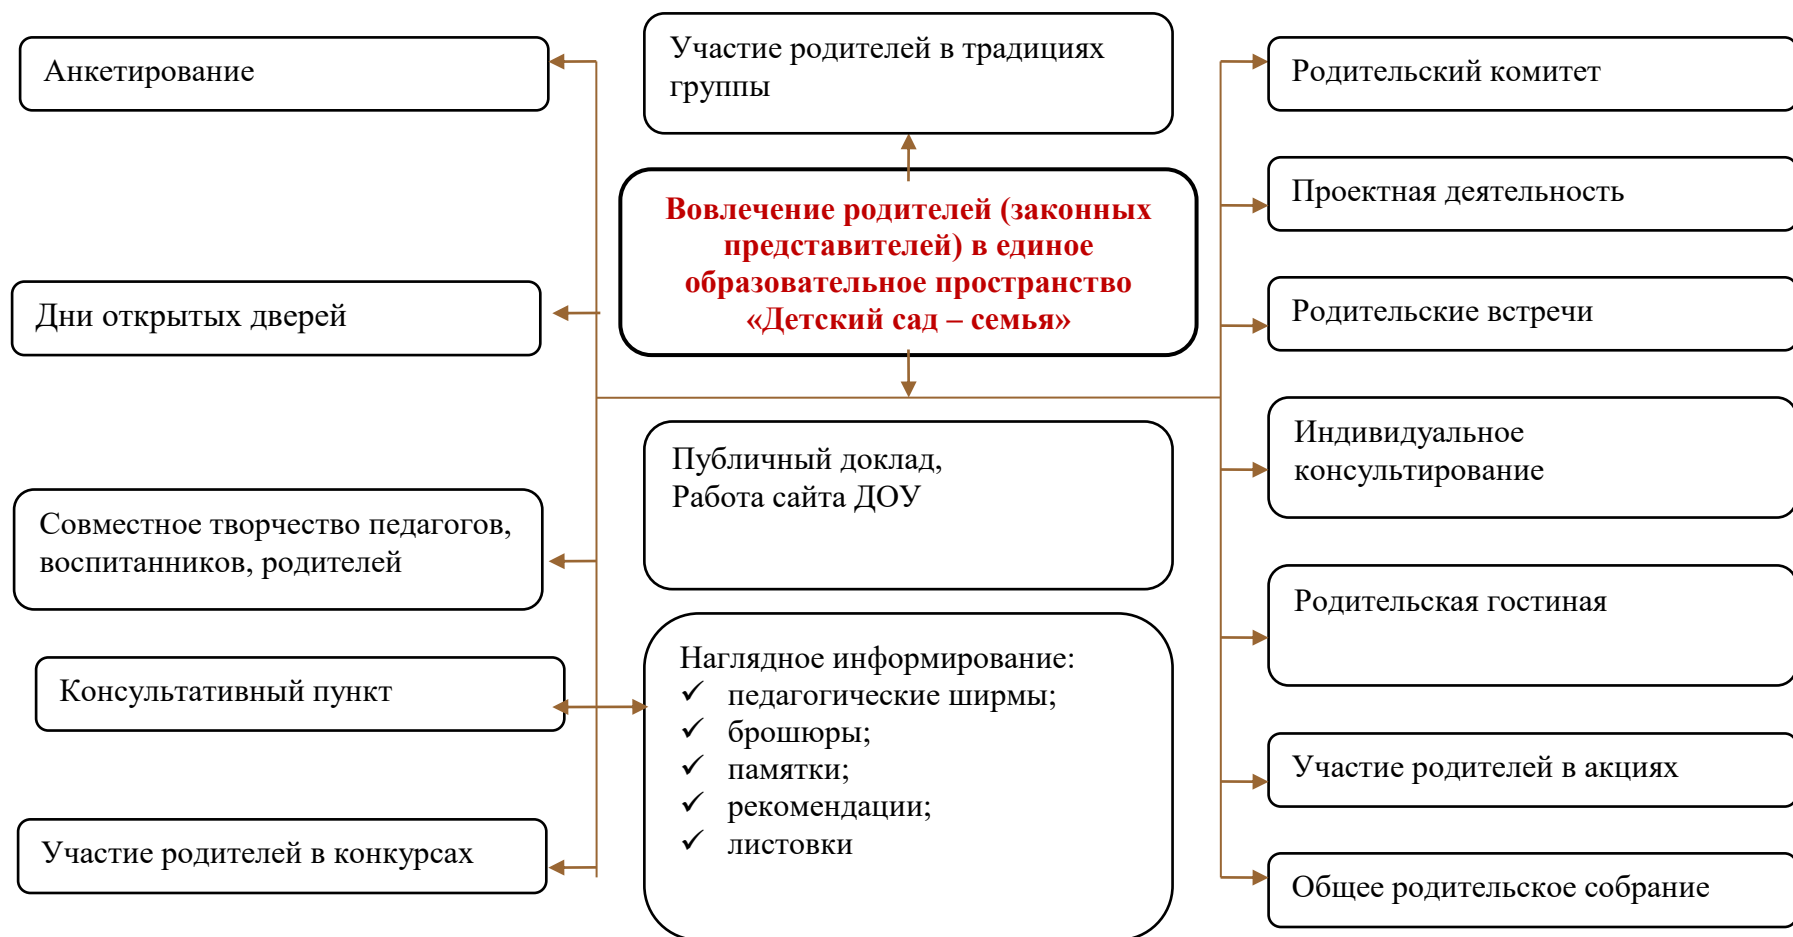 Анкетирование
Дни открытых дверей
Совместное творчество педагогов,
воспитанников, родителей
Консультативный пункт
Участие родителей в конкурсах
Участие родителей в традициях
группы
Вовлечение родителей (законных
представителей) в единое
образовательное пространство
«Детский сад – семья»
Публичный доклад,
Работа сайта ДОУ
Наглядное информирование:
✓ педагогические ширмы;
✓ брошюры;
✓ памятки;
✓ рекомендации;
✓ листовки
Родительский комитет
Проектная деятельность
Родительские встречи
Индивидуальное
консультирование
Родительская гостиная
Участие родителей в акциях
Общее родительское собрание